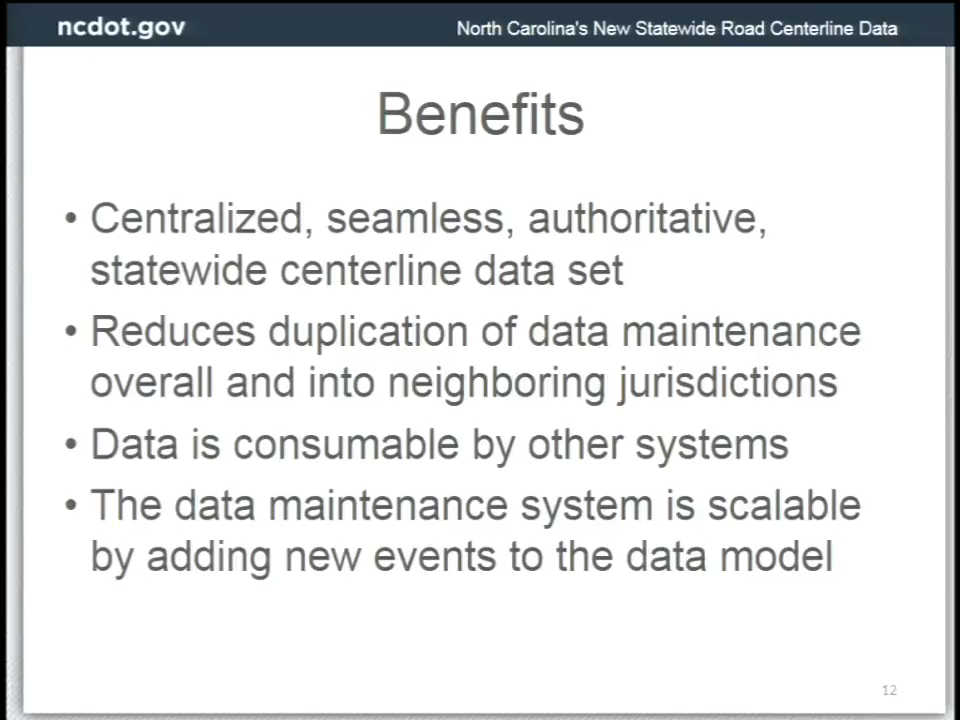 ncdot.gov
North Carolina's New Statewide Road Centerline Data
Benefits
• Centralized, seamless, authoritative,
statewide centerline data set
• Reduces duplication of data maintenance
overall and into neighboring jurisdictions
• Data is consumable by other systems
• The data maintenance system is scalable
by adding new events to the data model
12